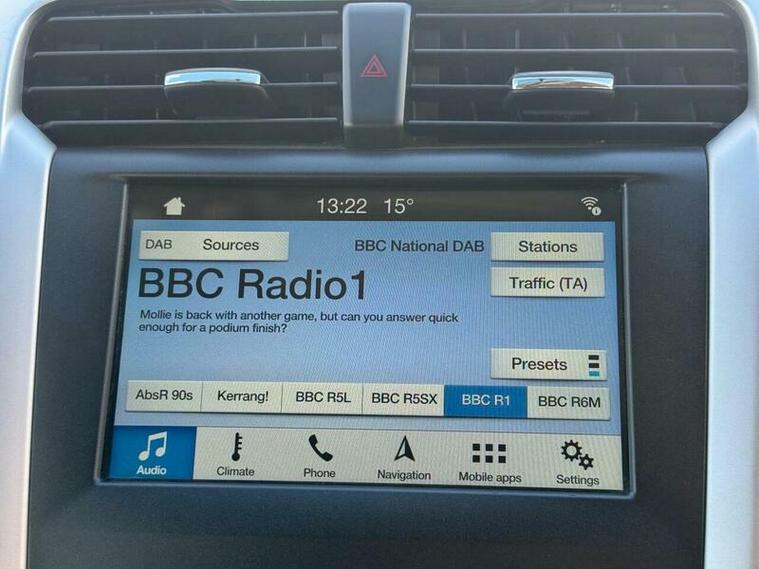 13:22 15°
DAB Sources
BBC National DAB
Stations
BBC Radio1
Traffic (TA)
Mollie is back with another game, but can you answer quick
enough for a podium finish?
Presets
AbsR 90s Kerrang! BBC R5L BBC R5SX BBC R1 BBC R6M
Audio Climate Phone Navigation Mobile apps Settings